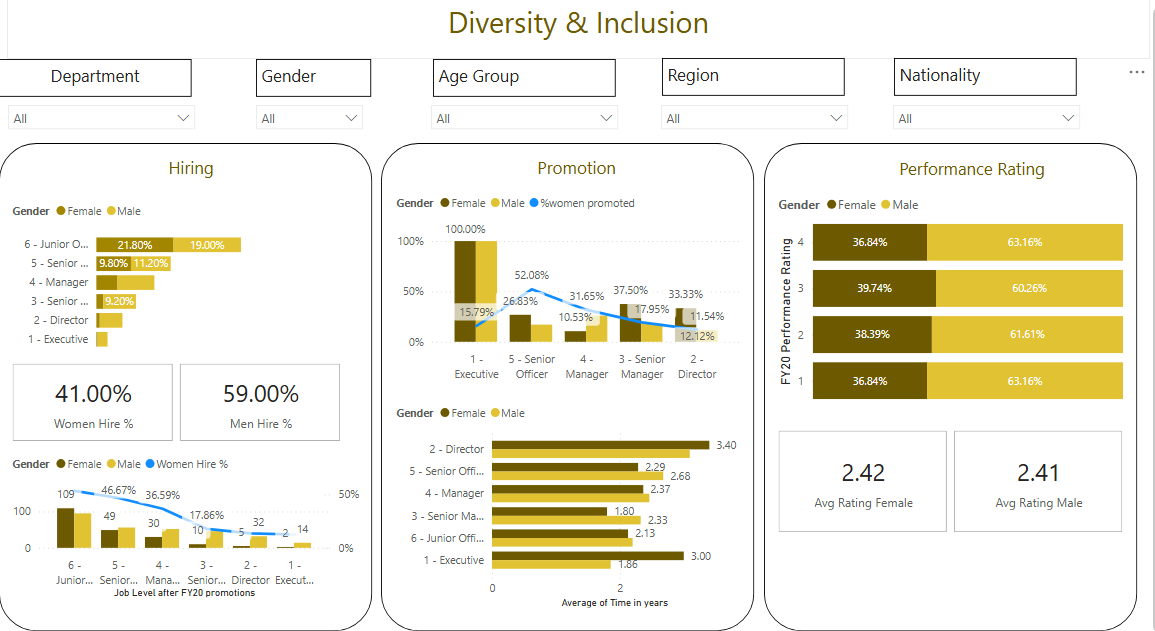 Diversity & Inclusion
Department Gender Age Group Region Nationality
All All All All All
Hiring
Gender Female Male
6 - Junior O... 21.80% 19.00%
5 - Senior ... 9.80% 11.20%
4 - Manager
3 - Senior ... 9.20%
2 - Director
1 - Executive
41.00% 59.00%
Women Hire % Men Hire %
Gender Female Male Women Hire %
109 46.67% 36.59% 50%
100 49 30 17.86% 10 5 32 2 14
0 0%
6 - 5 - 4 - 3 - 2 - 1 -
Junior... Senior... Mana... Senior... Director Execut...
Job Level after FY20 promotions
Promotion
Gender Female Male %women promoted
100.00%
100%
52.08%
50% 26.83% 31.65% 37.50% 33.33%
15.79% 10.53% 17.95% 11.54%
12.12%
0%
1 - 5 - Senior 4 - 3 - Senior 2 -
Executive Officer Manager Manager Director
Gender Female Male
2 - Director 3.40
5 - Senior Offi... 2.29
2.68
4 - Manager 2.37
3 - Senior Ma... 1.80
2.33
6 - Junior Offi... 2.13
1 - Executive 3.00
1.86
0 2
Average of Time in years
Performance Rating
Gender Female Male
FY20 Performance Rating
4 36.84% 63.16%
3 39.74% 60.26%
2 38.39% 61.61%
1 36.84% 63.16%
2.42 2.41
Avg Rating Female Avg Rating Male